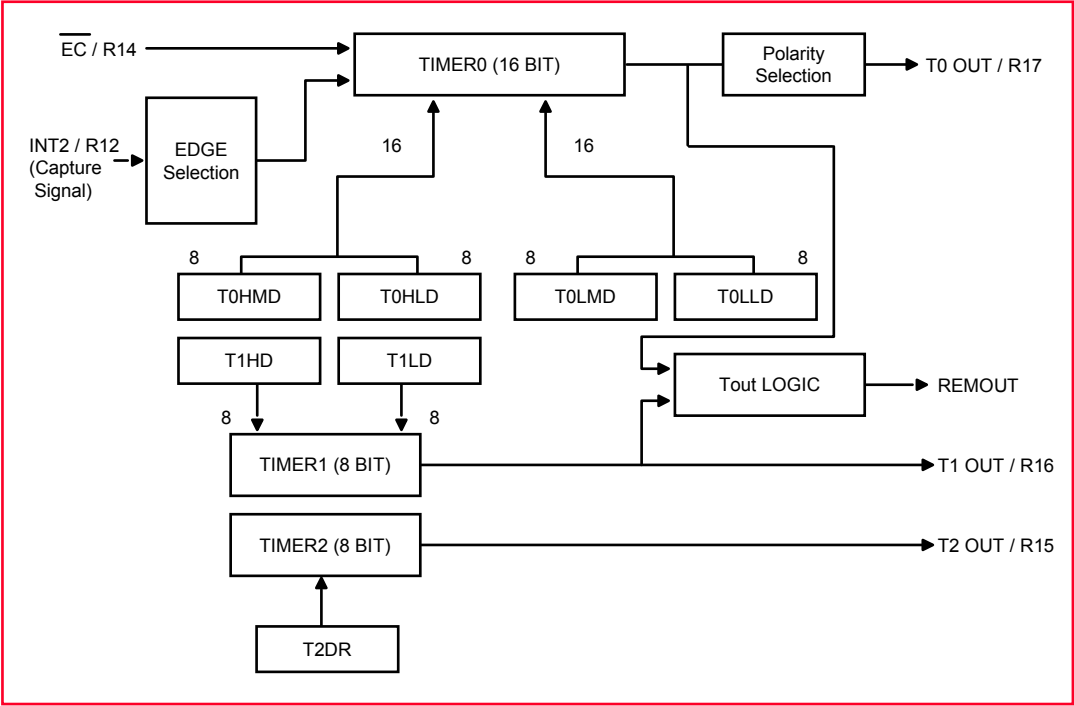 EC / R14
TIMER0 (16 BIT)
Polarity
Selection
T0 OUT / R17
INT2 / R12
(Capture
Signal)
EDGE
Selection
16
16
8
8
8
8
T0HMD
T0HLD
T0LMD
T0LLD
T1HD
T1LD
Tout LOGIC
REMOUT
8
8
TIMER1 (8 BIT)
T1 OUT / R16
TIMER2 (8 BIT)
T2 OUT / R15
T2DR